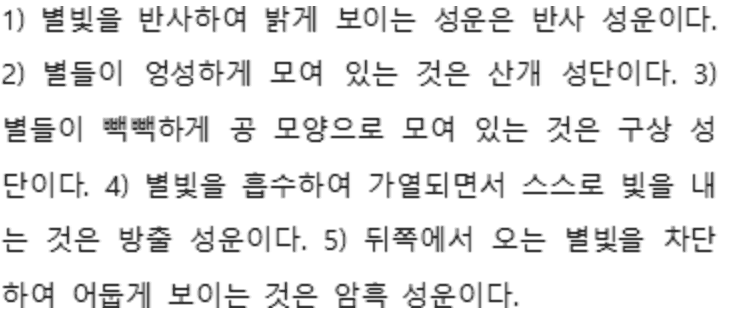 1) 별빛을 반사하여 밝게 보이는 성운은 반사 성운이다.
2) 별들이 엉성하게 모여 있는 것은 산개 성단이다. 3)
별들이 빽빽하게 공 모양으로 모여 있는 것은 구상 성
단이다. 4) 별빛을 흡수하여 가열되면서 스스로 빛을 내
는 것은 방출 성운이다. 5) 뒤쪽에서 오는 별빛을 차단
하여 어둡게 보이는 것은 암흑 성운이다.